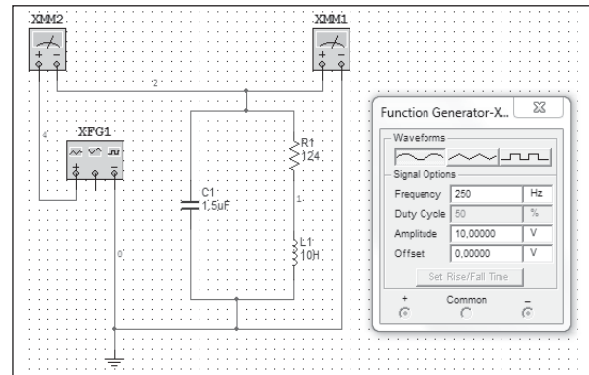 XMM2
XMM1
+ −
+ −
2
4
XFG1
+ −
R1
124
C1
1,5uF
1
L1
10H
0
Function Generator-X...
Waveforms
Signal Options
Frequency 250 Hz
Duty Cycle 50 %
Amplitude 10,00000 V
Offset 0,00000 V
Set Rise/Fall Time
+ Common −